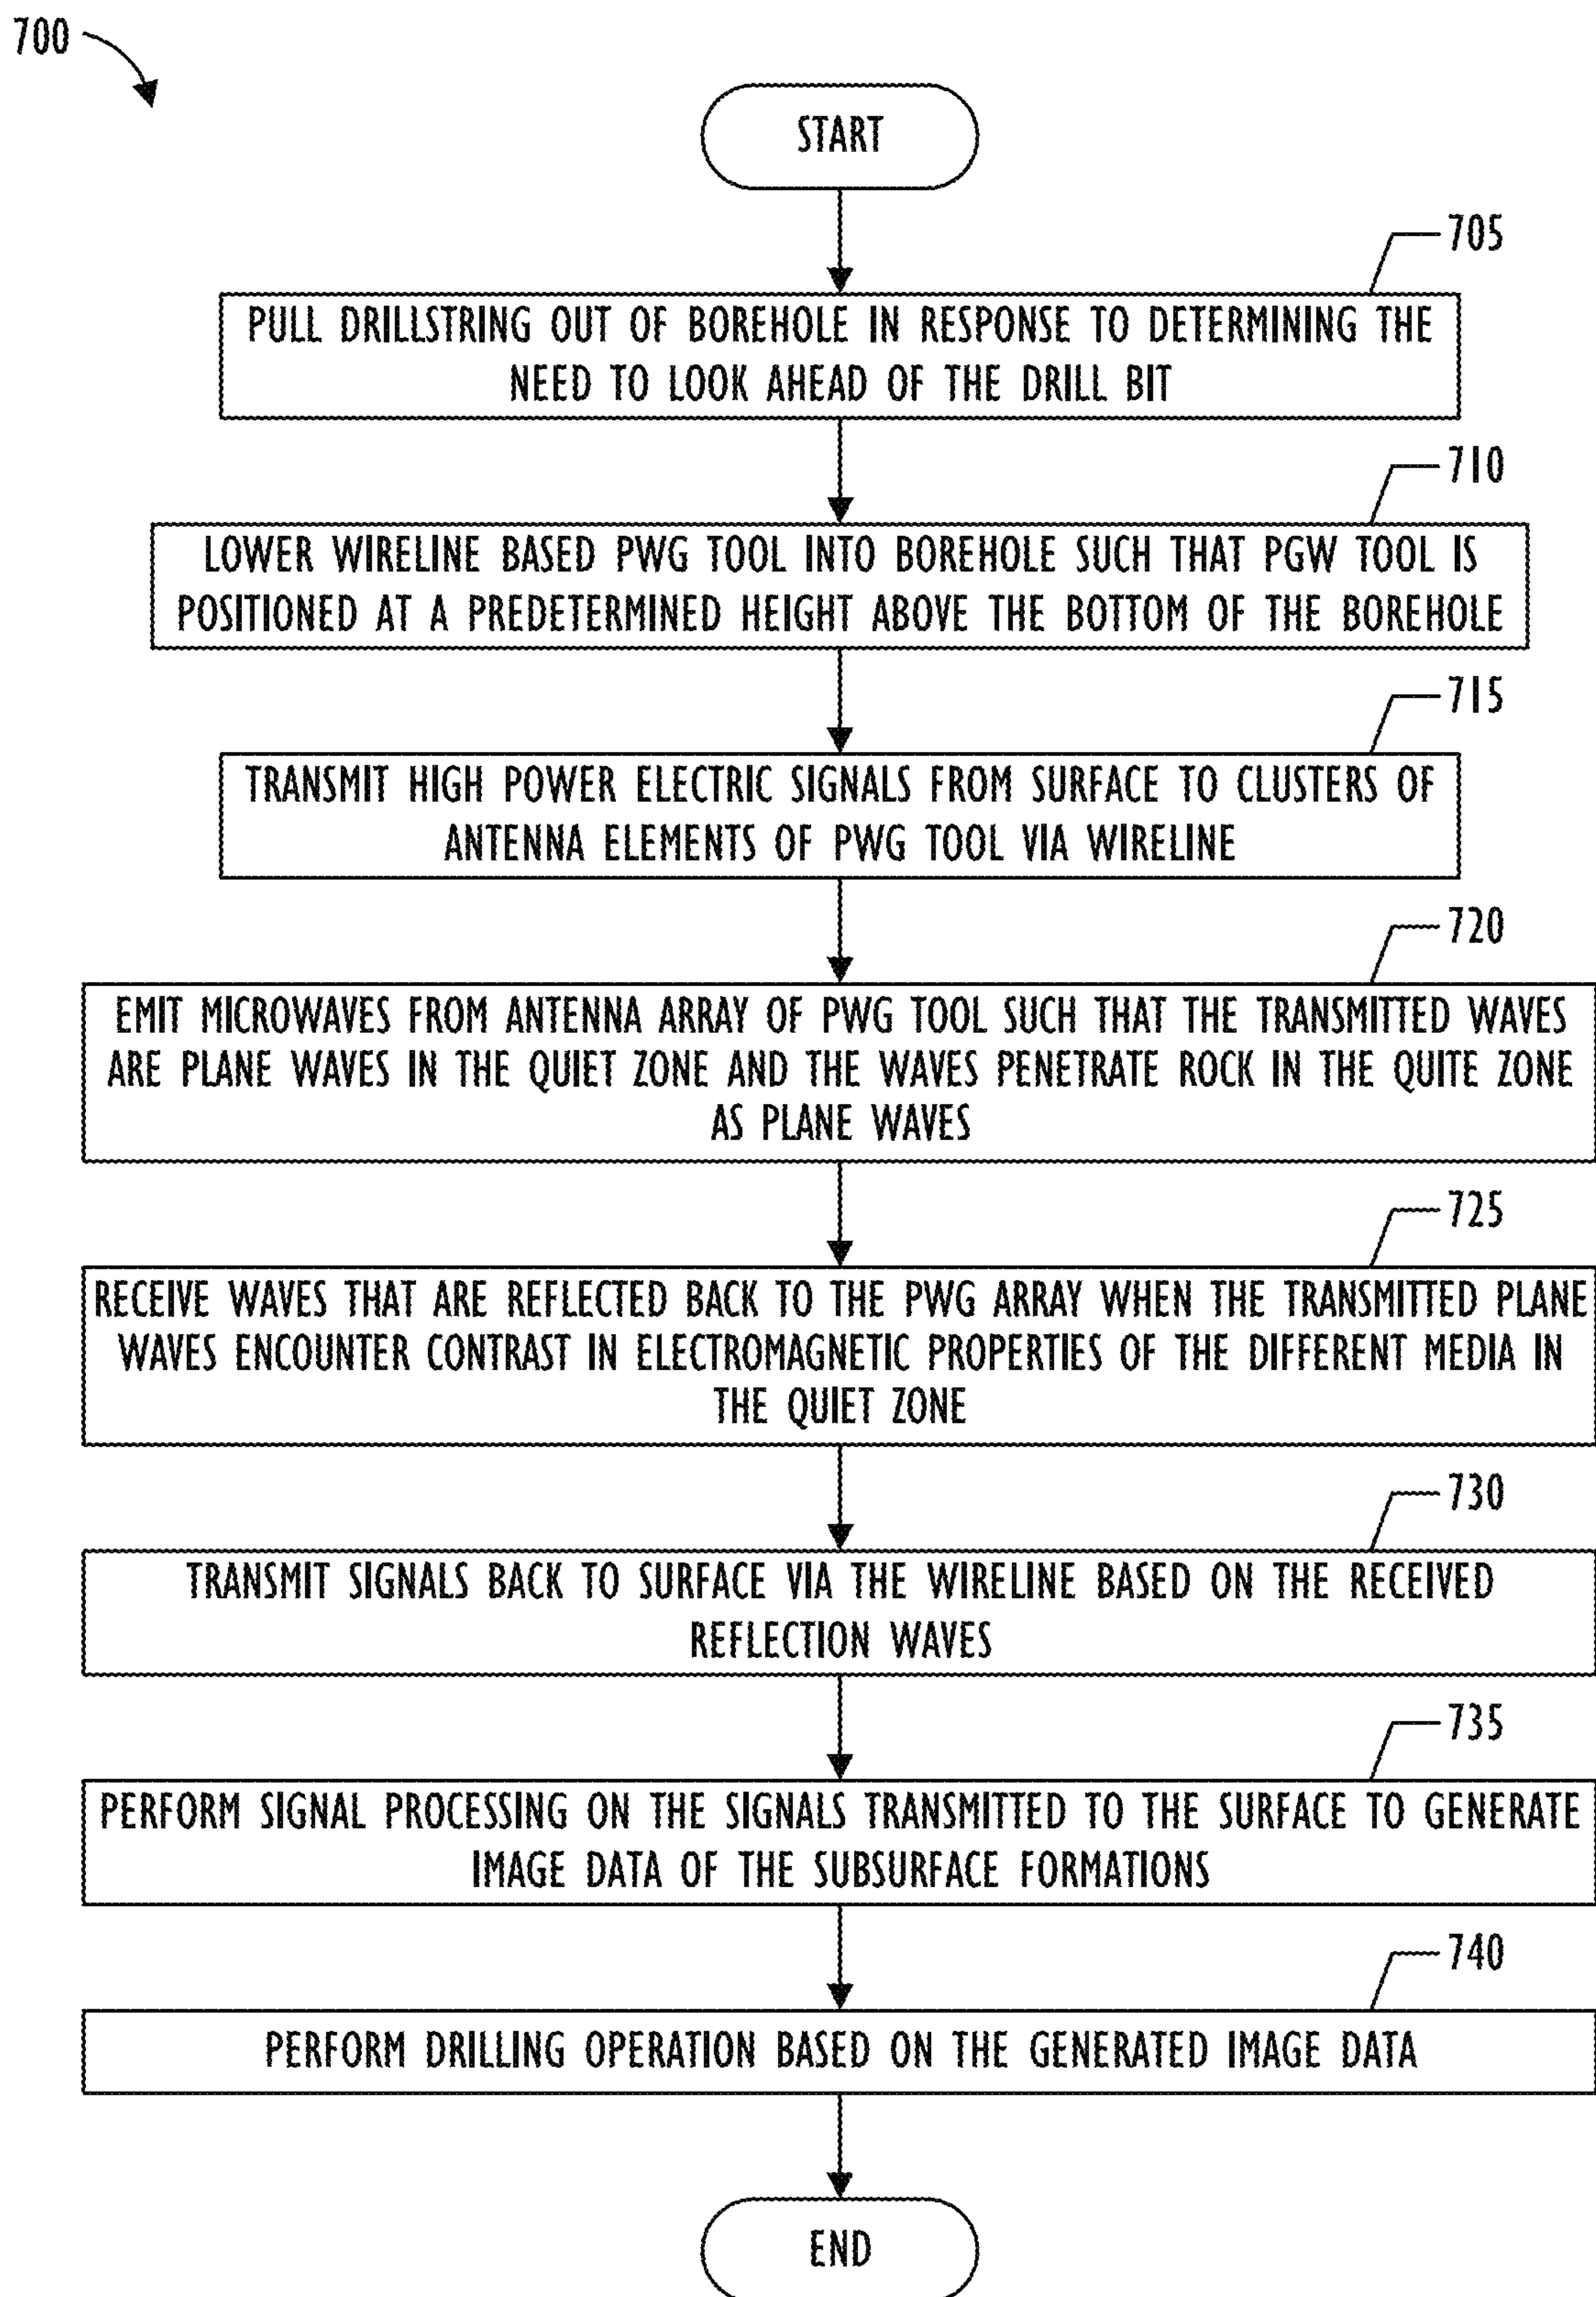 700
START
705
PULL DRILLSTRING OUT OF BOREHOLE IN RESPONSE TO DETERMINING THE
NEED TO LOOK AHEAD OF THE DRILL BIT
710
LOWER WIRELINE BASED PWG TOOL INTO BOREHOLE SUCH THAT PGW TOOL IS
POSITIONED AT A PREDETERMINED HEIGHT ABOVE THE BOTTOM OF THE BOREHOLE
715
TRANSMIT HIGH POWER ELECTRIC SIGNALS FROM SURFACE TO CLUSTERS OF
ANTENNA ELEMENTS OF PWG TOOL VIA WIRELINE
720
EMIT MICROWAVES FROM ANTENNA ARRAY OF PWG TOOL SUCH THAT THE TRANSMITTED WAVES
ARE PLANE WAVES IN THE QUIET ZONE AND THE WAVES PENETRATE ROCK IN THE QUITE ZONE
AS PLANE WAVES
725
RECEIVE WAVES THAT ARE REFLECTED BACK TO THE PWG ARRAY WHEN THE TRANSMITTED PLANE
WAVES ENCOUNTER CONTRAST IN ELECTROMAGNETIC PROPERTIES OF THE DIFFERENT MEDIA IN
THE QUIET ZONE
730
TRANSMIT SIGNALS BACK TO SURFACE VIA THE WIRELINE BASED ON THE RECEIVED
REFLECTION WAVES
735
PERFORM SIGNAL PROCESSING ON THE SIGNALS TRANSMITTED TO THE SURFACE TO GENERATE
IMAGE DATA OF THE SUBSURFACE FORMATIONS
740
PERFORM DRILLING OPERATION BASED ON THE GENERATED IMAGE DATA
END